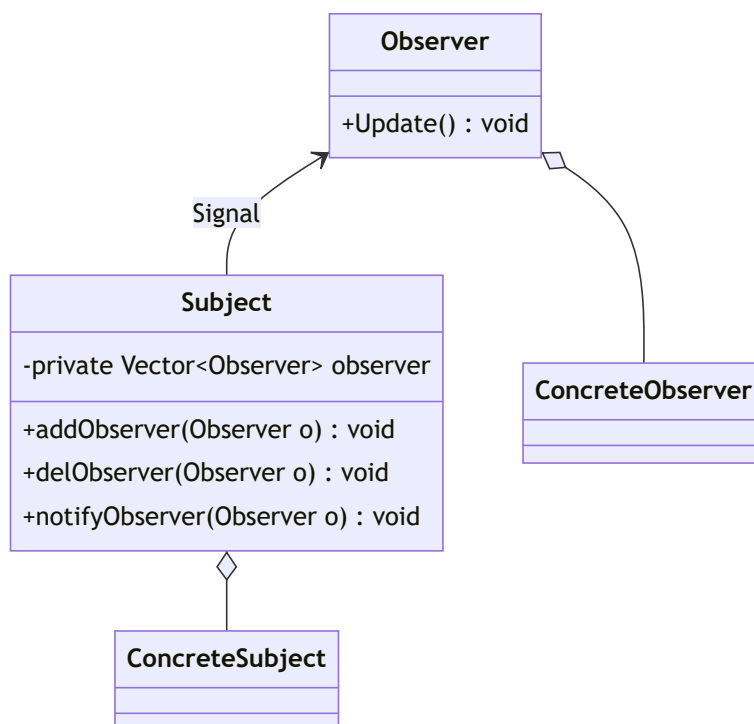 Observer
+Update() : void
Signal
Subject
-private Vector<Observer> observer
+addObserver(Observer o) : void
+delObserver(Observer o) : void
+notifyObserver(Observer o) : void
ConcreteObserver
ConcreteSubject